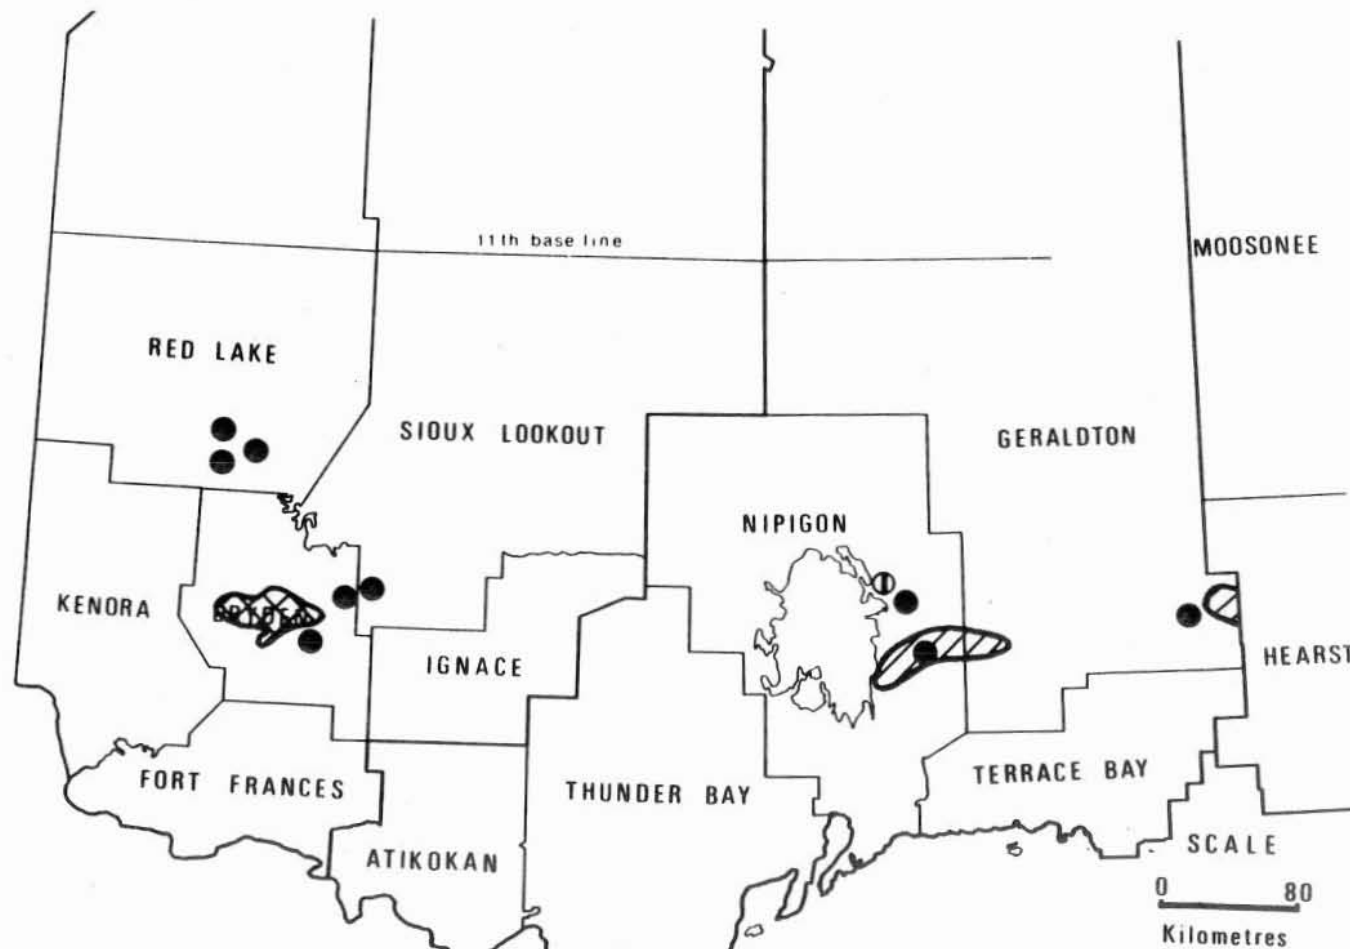 11th base line
MOOSONEE
RED LAKE
SIOUX LOOKOUT
GERALDTON
NIPIGON
KENORA
DRYDEN
IGNACE
HEARST
FORT FRANCES
THUNDER BAY
TERRACE BAY
ATIKOKAN
SCALE
0 80
Kilometres